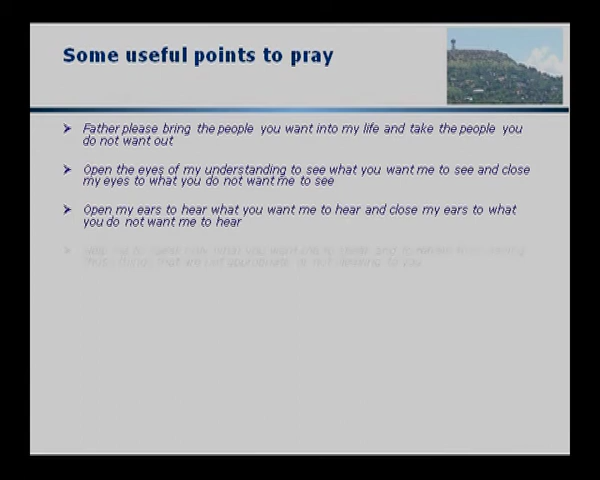 Some useful points to pray
Father please bring the people you want into my life and take the people you
do not want out
Open the eyes of my understanding to see what you want me to see and close
my eyes to what you do not want me to see
Open my ears to hear what you want me to hear and close my ears to what
you do not want me to hear